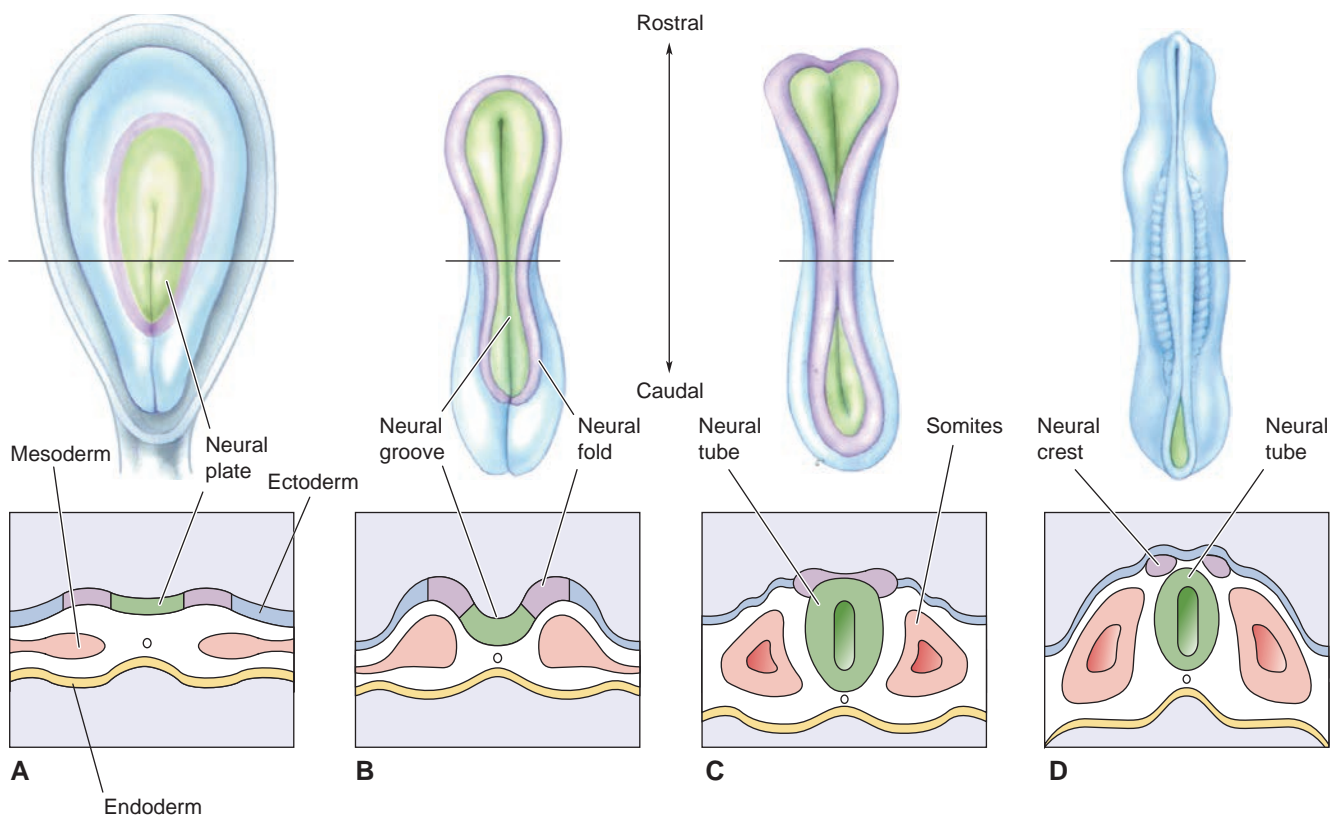 Rostral
Caudal
Mesoderm
Neural
plate
Ectoderm
Neural
groove
Neural
fold
Neural
tube
Somites
Neural
crest
Neural
tube
A
B
C
D
Endoderm